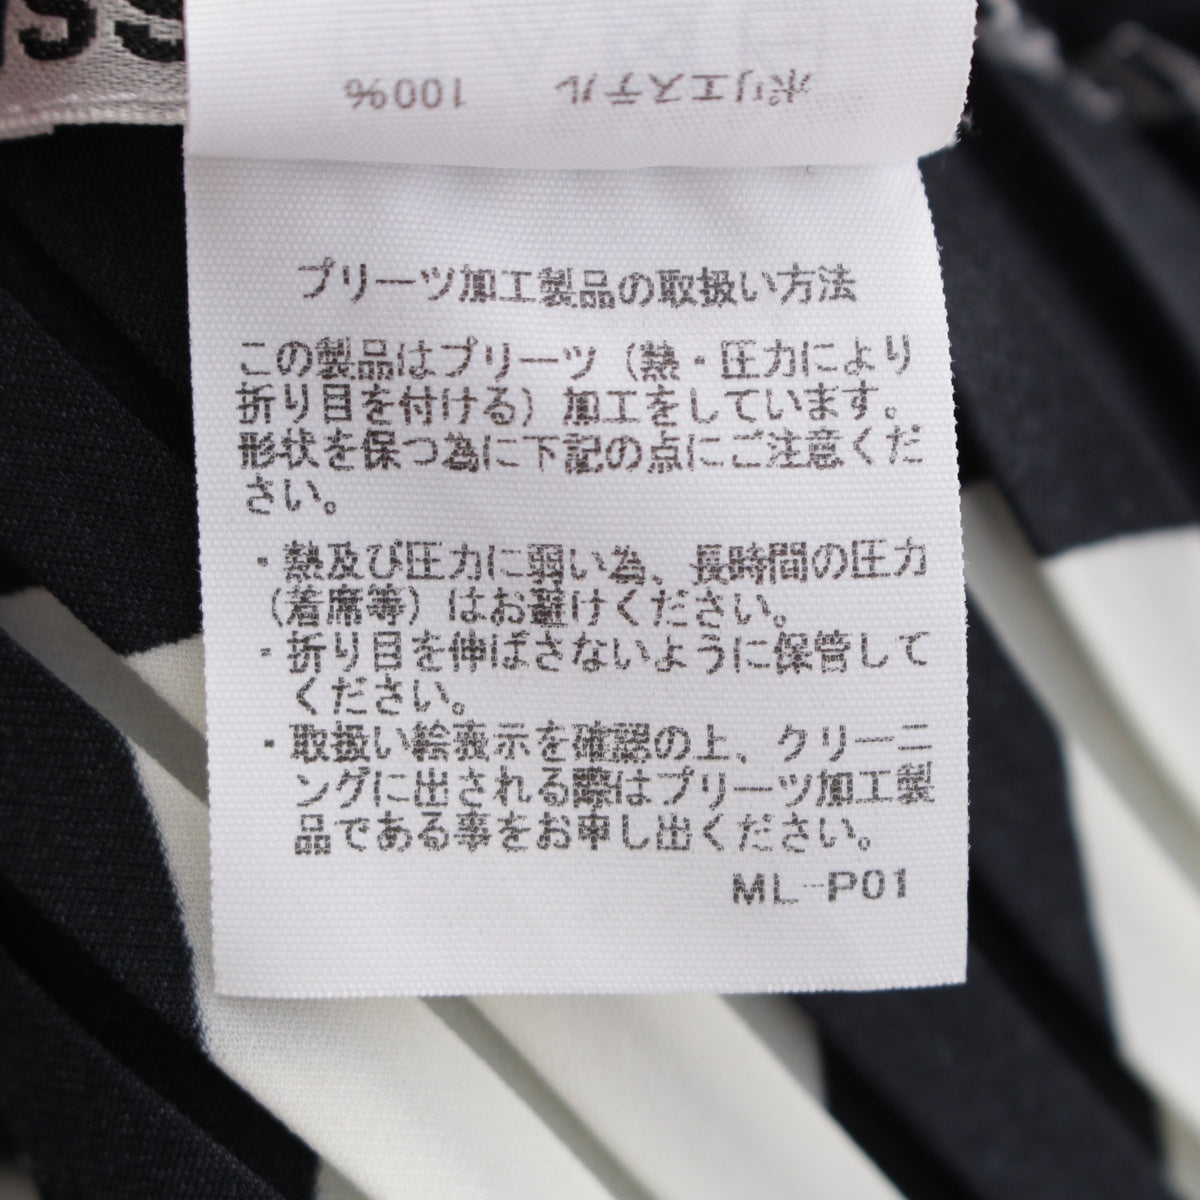 ポリエステル 100%
プリーツ加工製品の取扱い方法
この製品はプリーツ（熱・圧力により
折り目を付ける）加工をしています。
形状を保つ為に下記の点にご注意くだ
さい。
・熱及び圧力に弱い為、長時間の圧力
（着席等）はお避けください。
・折り目を伸ばさないように保管して
ください。
・取扱い絵表示を確認の上、クリーニ
ングに出される際はプリーツ加工製
品である事をお申し出ください。
ML-P01